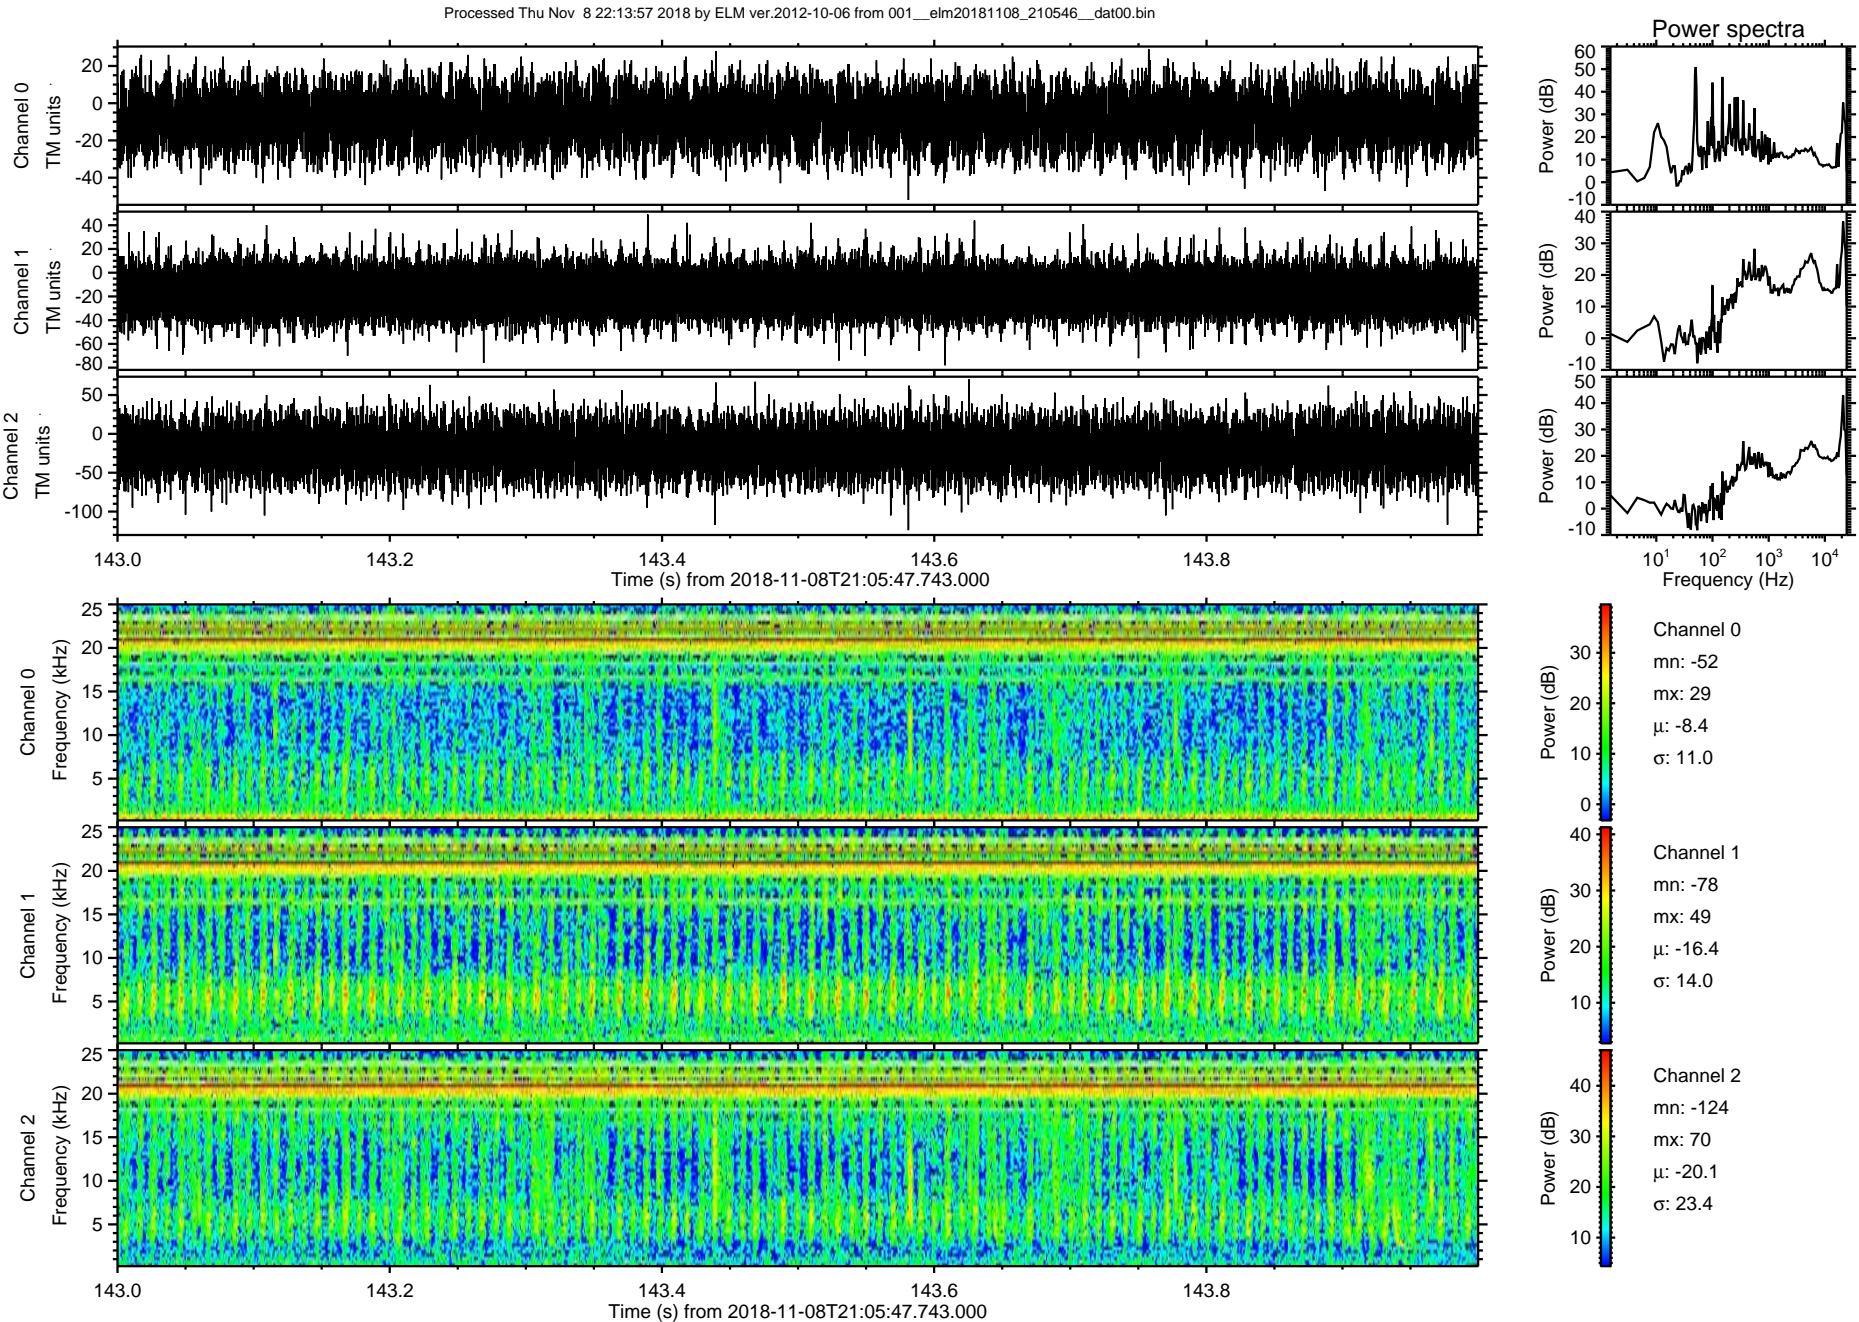 Processed Thu Nov  8 22:13:57 2018 by ELM ver.2012-10-06 from 001__elm20181108_210546__dat00.bin
Power spectra
Channel 0
TM units
20
0
-20
-40
Power (dB)
60
50
40
30
20
10
0
-10
Channel 1
TM units
40
20
0
-20
-40
-60
-80
Power (dB)
40
30
20
10
0
-10
Channel 2
TM units
50
0
-50
-100
Power (dB)
50
40
30
20
10
0
-10
143.0 143.2 143.4 143.6 143.8
Time (s) from 2018-11-08T21:05:47.743.000
10^1 10^2 10^3 10^4
Frequency (Hz)
Channel 0
Frequency (kHz)
25
20
15
10
5
Power (dB)
30
20
10
0
Channel 0
mn: -52
mx: 29
μ: -8.4
σ: 11.0
Channel 1
Frequency (kHz)
25
20
15
10
5
Power (dB)
40
30
20
10
Channel 1
mn: -78
mx: 49
μ: -16.4
σ: 14.0
Channel 2
Frequency (kHz)
25
20
15
10
5
Power (dB)
40
30
20
10
Channel 2
mn: -124
mx: 70
μ: -20.1
σ: 23.4
143.0 143.2 143.4 143.6 143.8
Time (s) from 2018-11-08T21:05:47.743.000